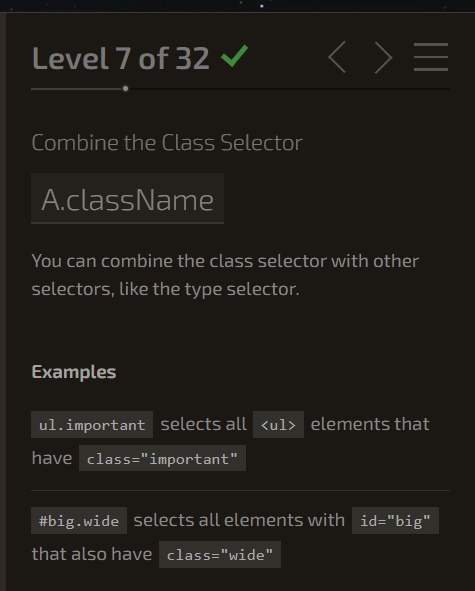 Level 7 of 32
Combine the Class Selector
A.className
You can combine the class selector with other
selectors, like the type selector.
Examples
ul.important selects all <ul> elements that
have class="important"
#big.wide selects all elements with id="big"
that also have class="wide"